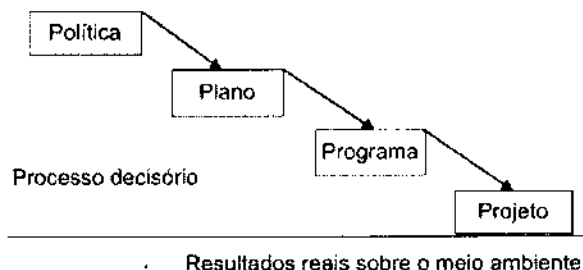 Política
Plano
Programa
Processo decisório
Projeto
Resultados reais sobre o meio ambiente